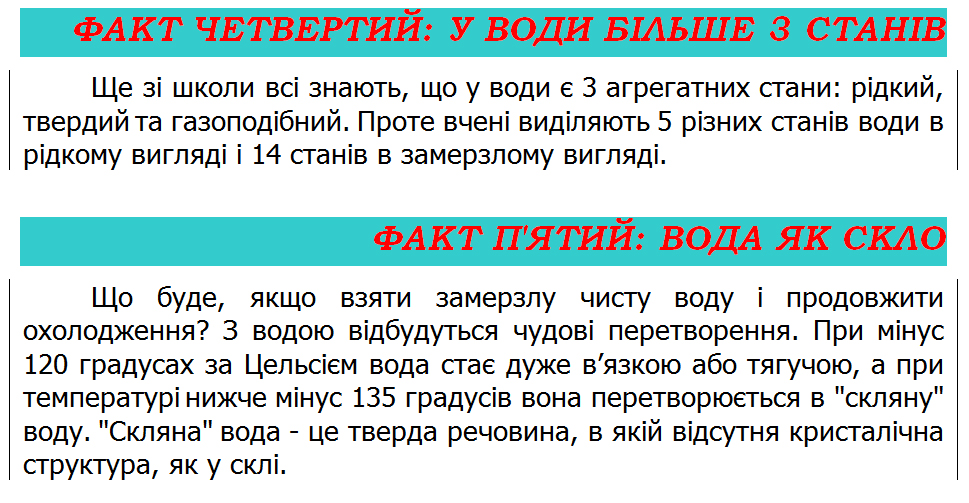 ФАКТ ЧЕТВЕРТИЙ: У ВОДИ БІЛЬШЕ 3 СТАНІВ
Ще зі школи всі знають, що у води є 3 агрегатних стани: рідкий,
твердий та газоподібний. Проте вчені виділяють 5 різних станів води в
рідкому вигляді і 14 станів в замерзлому вигляді.
ФАКТ П'ЯТИЙ: ВОДА ЯК СКЛО
Що буде, якщо взяти замерзлу чисту воду і продовжити
охолодження? З водою відбудуться чудові перетворення. При мінус
120 градусах за Цельсієм вода стає дуже в’язкою або тягучою, а при
температурі нижче мінус 135 градусів вона перетворюється в "скляну"
воду. "Скляна" вода - це тверда речовина, в якій відсутня кристалічна
структура, як у склі.